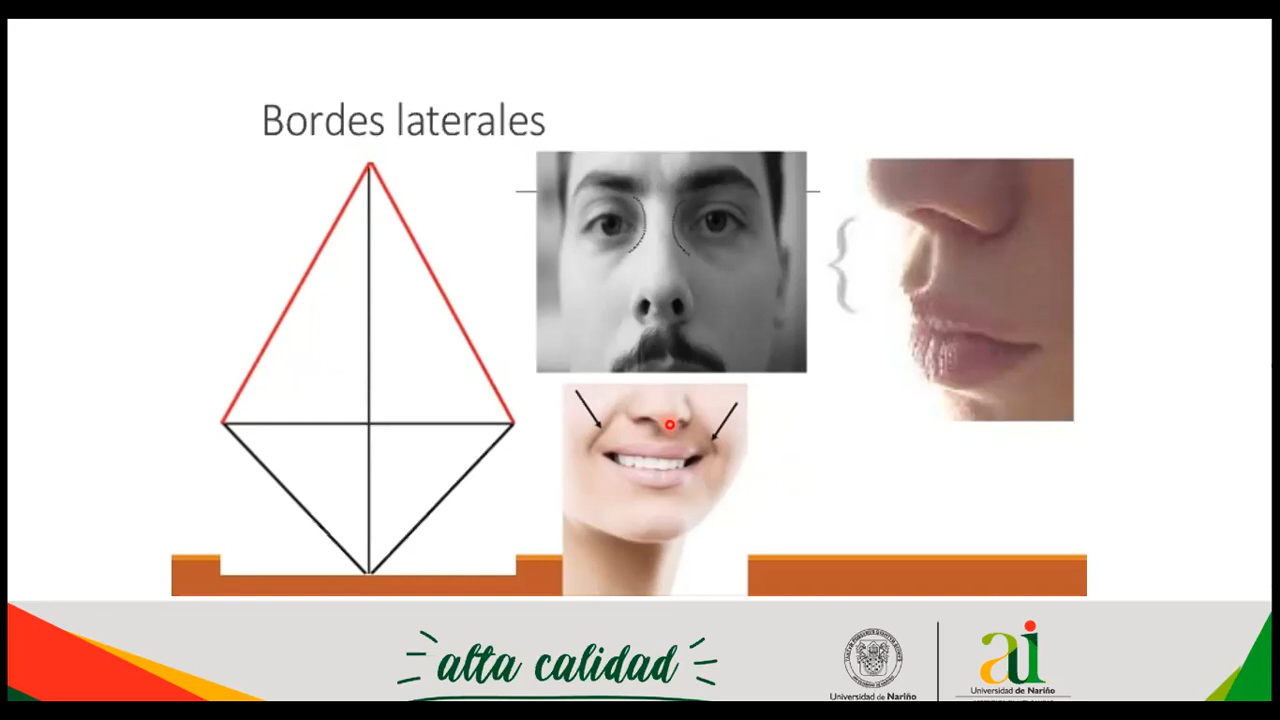 Bordes laterales
alta calidad
Universidad de Nariño
Universidad de Nariño